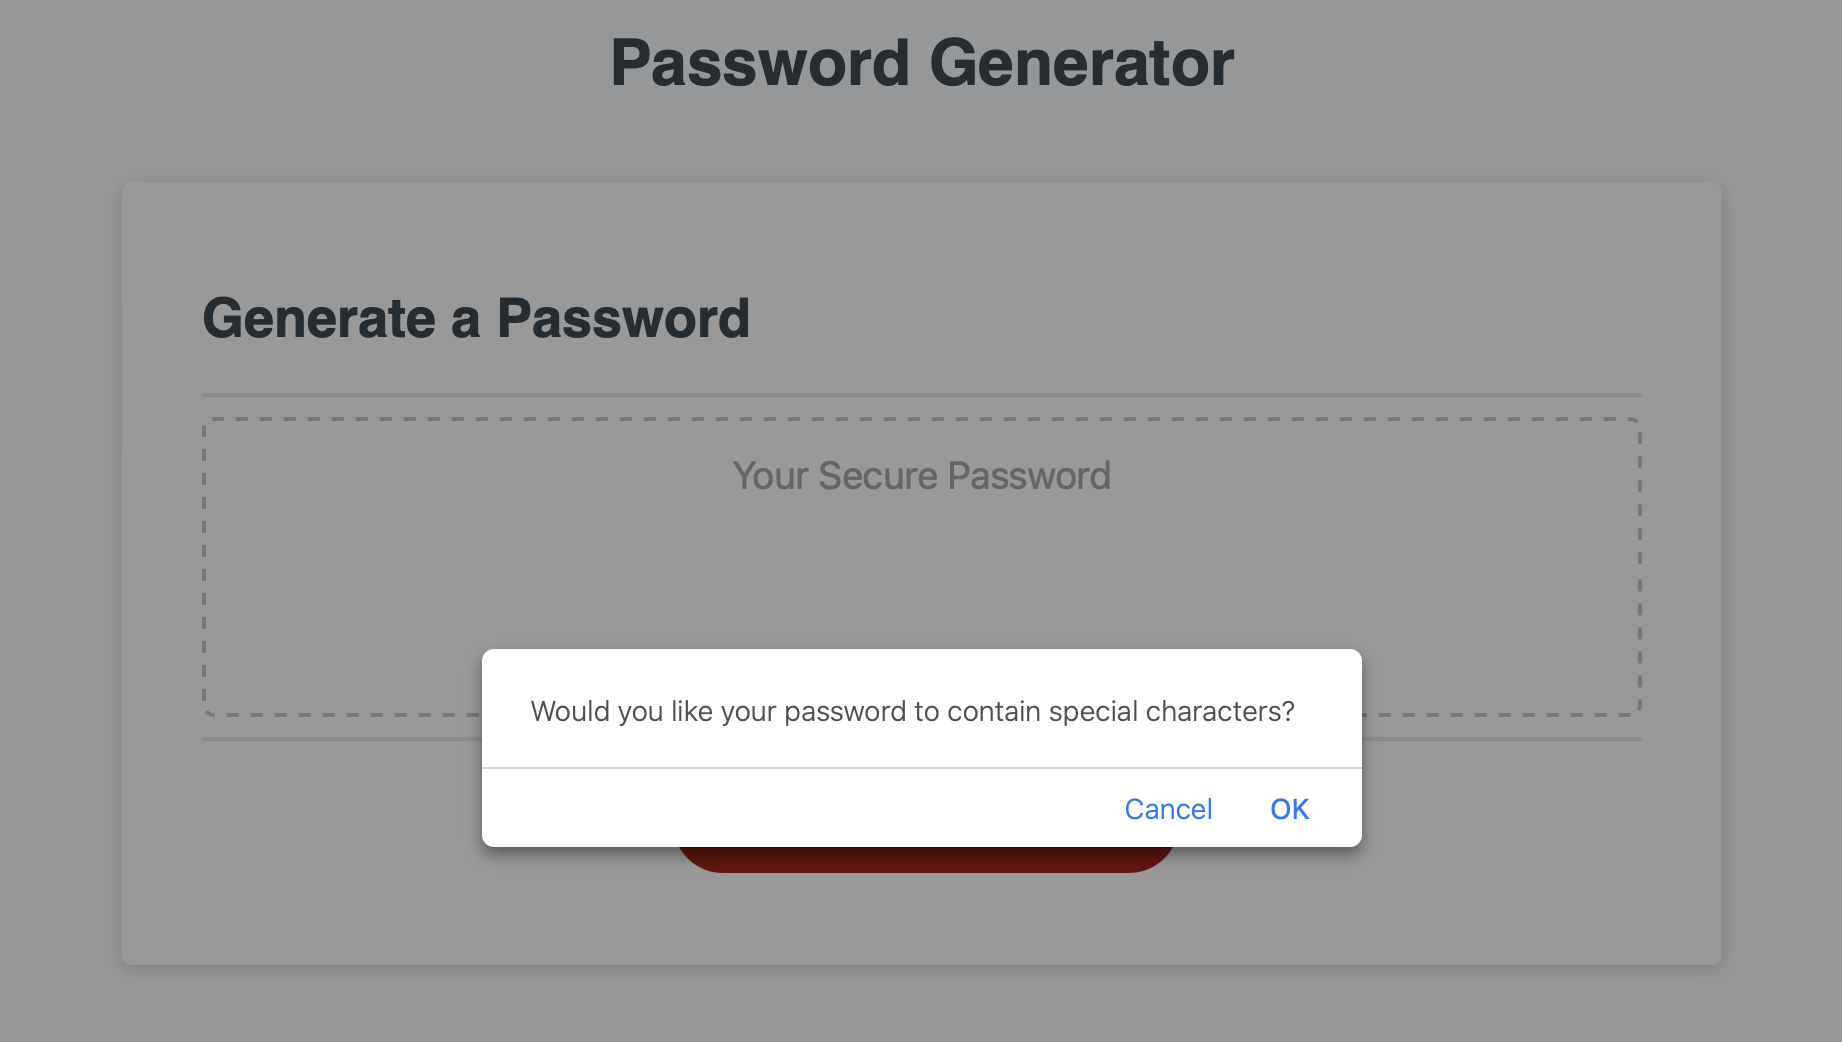 Password Generator
Generate a Password
Your Secure Password
Would you like your password to contain special characters?
Cancel OK